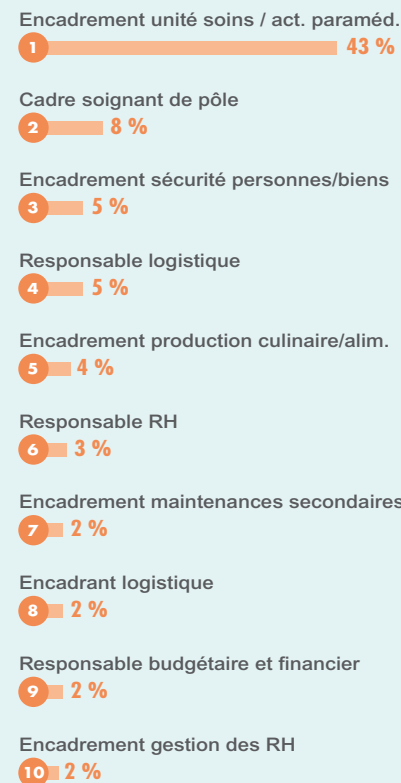 Encadrement unité soins / act. paraméd.
1 43 %
Cadre soignant de pôle
2 8 %
Encadrement sécurité personnes/biens
3 5 %
Responsable logistique
4 5 %
Encadrement production culinaire/alim.
5 4 %
Responsable RH
6 3 %
Encadrement maintenances secondaires
7 2 %
Encadrant logistique
8 2 %
Responsable budgétaire et financier
9 2 %
Encadrement gestion des RH
10 2 %